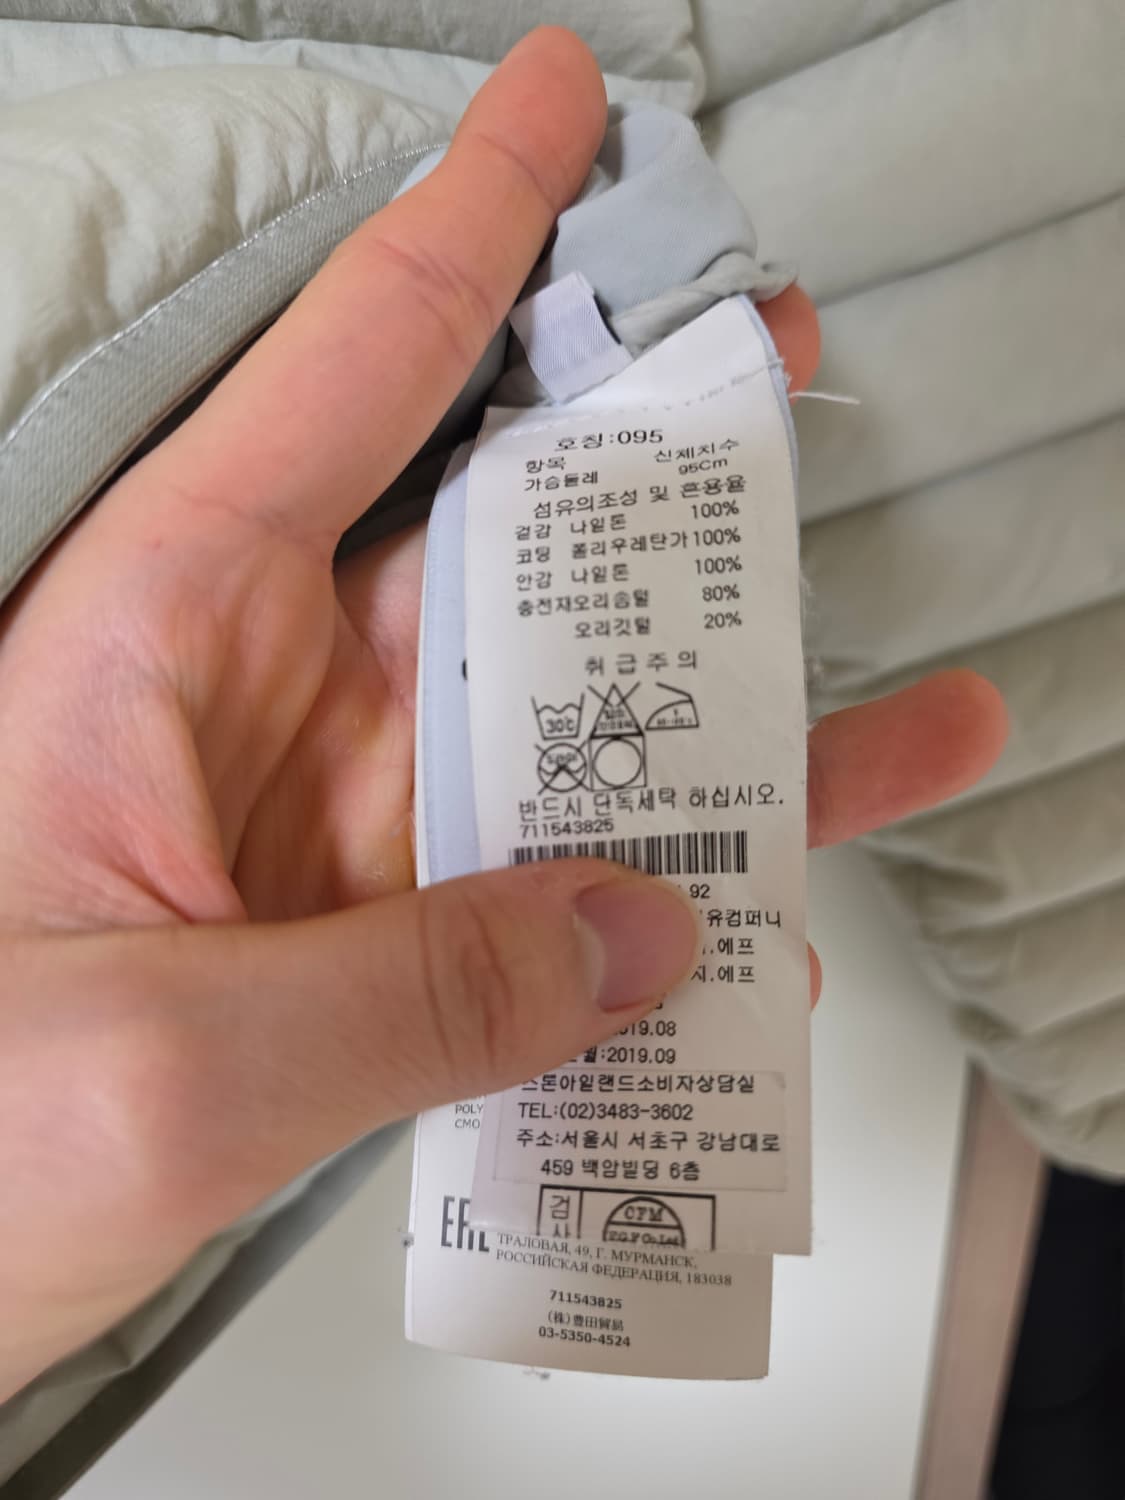 호칭:095
항목 신체치수
가슴둘레 95Cm
섬유의조성 및 혼용율
겉감 나일론 100%
코팅 폴리우레탄가 100%
안감 나일론 100%
충전재오리솜털 80%
오리깃털 20%
취급주의
30℃
반드시 단독세탁 하십시오.
711543825
92
유컴퍼니
.에프
지.에프
019.08
월:2019.09
스톤아일랜드소비자상담실
TEL:(02)3483-3602
주소:서울시 서초구 강남대로
459 백암빌딩 6층
검사
CFM
POLY
CMO
EAC
ТРАЛОВАЯ, 49, Г. МУРМАНСК,
РОССИЙСКАЯ ФЕДЕРАЦИЯ, 183038
711543825
(株)豊田貿易
03-5350-4524